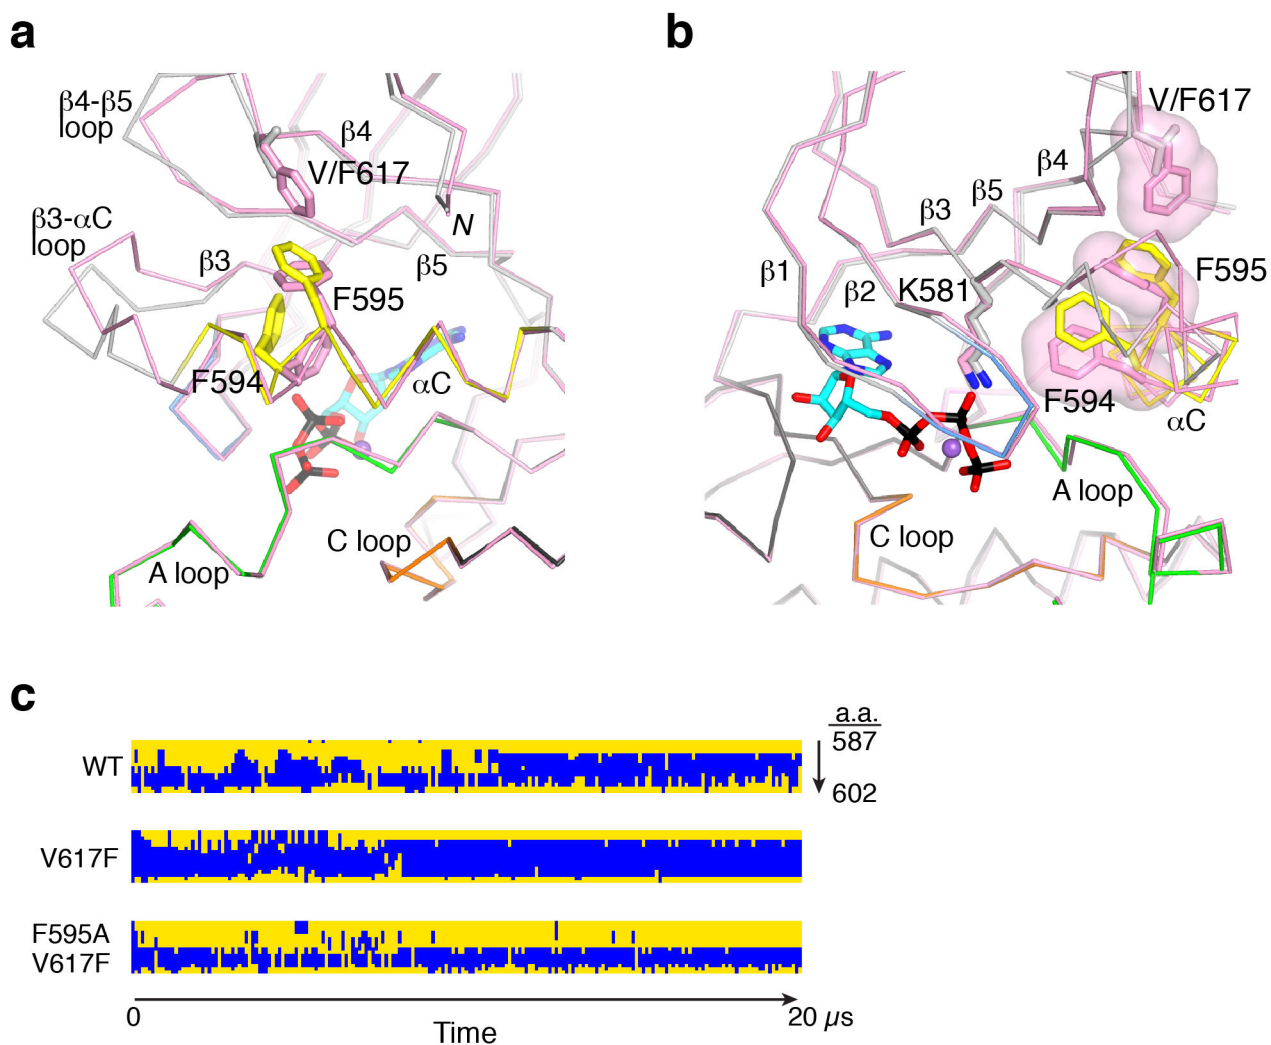 a
β4-β5
loop
β4
V/F617
β3-αC
loop
N
β3
β5
F595
F594
αC
C loop
A loop
b
V/F617
β4
β5
β3
F595
β1
β2
K581
F594
αC
A loop
C loop
c
a.a.
587
WT
602
V617F
F595A
V617F
0
Time
20 µs